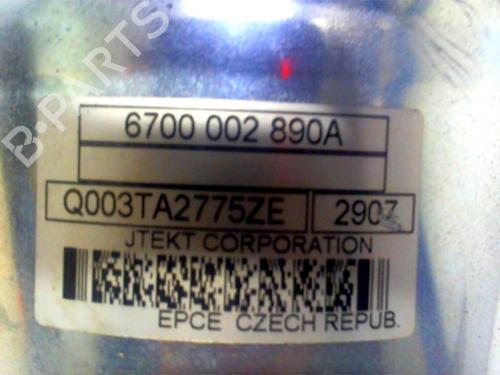 B-PARTS
6700 002 890A
Q003TA2775ZE 2907
JTEKT CORPORATION
EPCE CZECH REPUB.